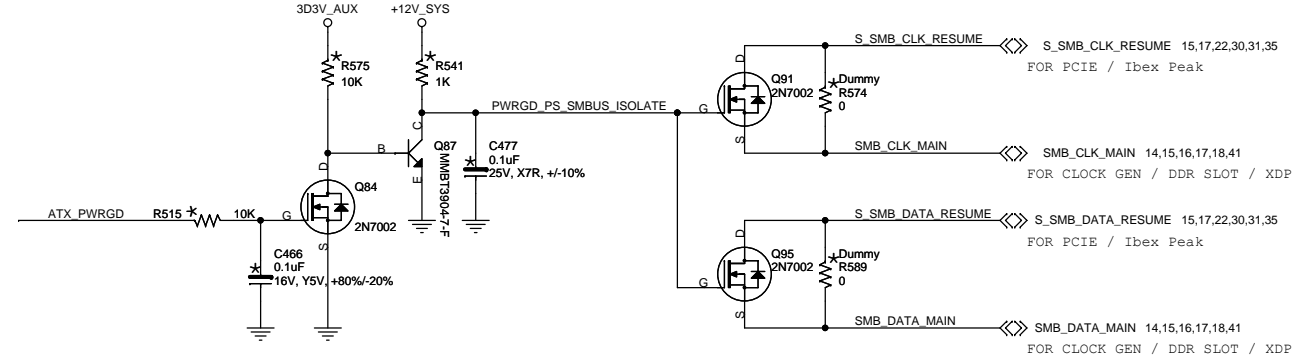 3D3V_AUX
+12V_SYS
* R575
10K
* R541
1K
PWRGD_PS_SMBUS_ISOLATE
ATX_PWRGD
R515 *
10K
G
D
S
Q84
2N7002
C466
* 0.1uF
16V, Y5V, +80%/-20%
B
C
E
Q87
MMBT3904-7-F
C477
* 0.1uF
25V, X7R, +/-10%
G
D
S
Q91
2N7002
* Dummy
R574
0
S_SMB_CLK_RESUME
S_SMB_CLK_RESUME 15,17,22,30,31,35
FOR PCIE / Ibex Peak
SMB_CLK_MAIN
SMB_CLK_MAIN 14,15,16,17,18,41
FOR CLOCK GEN / DDR SLOT / XDP
G
D
S
Q95
2N7002
* Dummy
R589
0
S_SMB_DATA_RESUME
S_SMB_DATA_RESUME 15,17,22,30,31,35
FOR PCIE / Ibex Peak
SMB_DATA_MAIN
SMB_DATA_MAIN 14,15,16,17,18,41
FOR CLOCK GEN / DDR SLOT / XDP